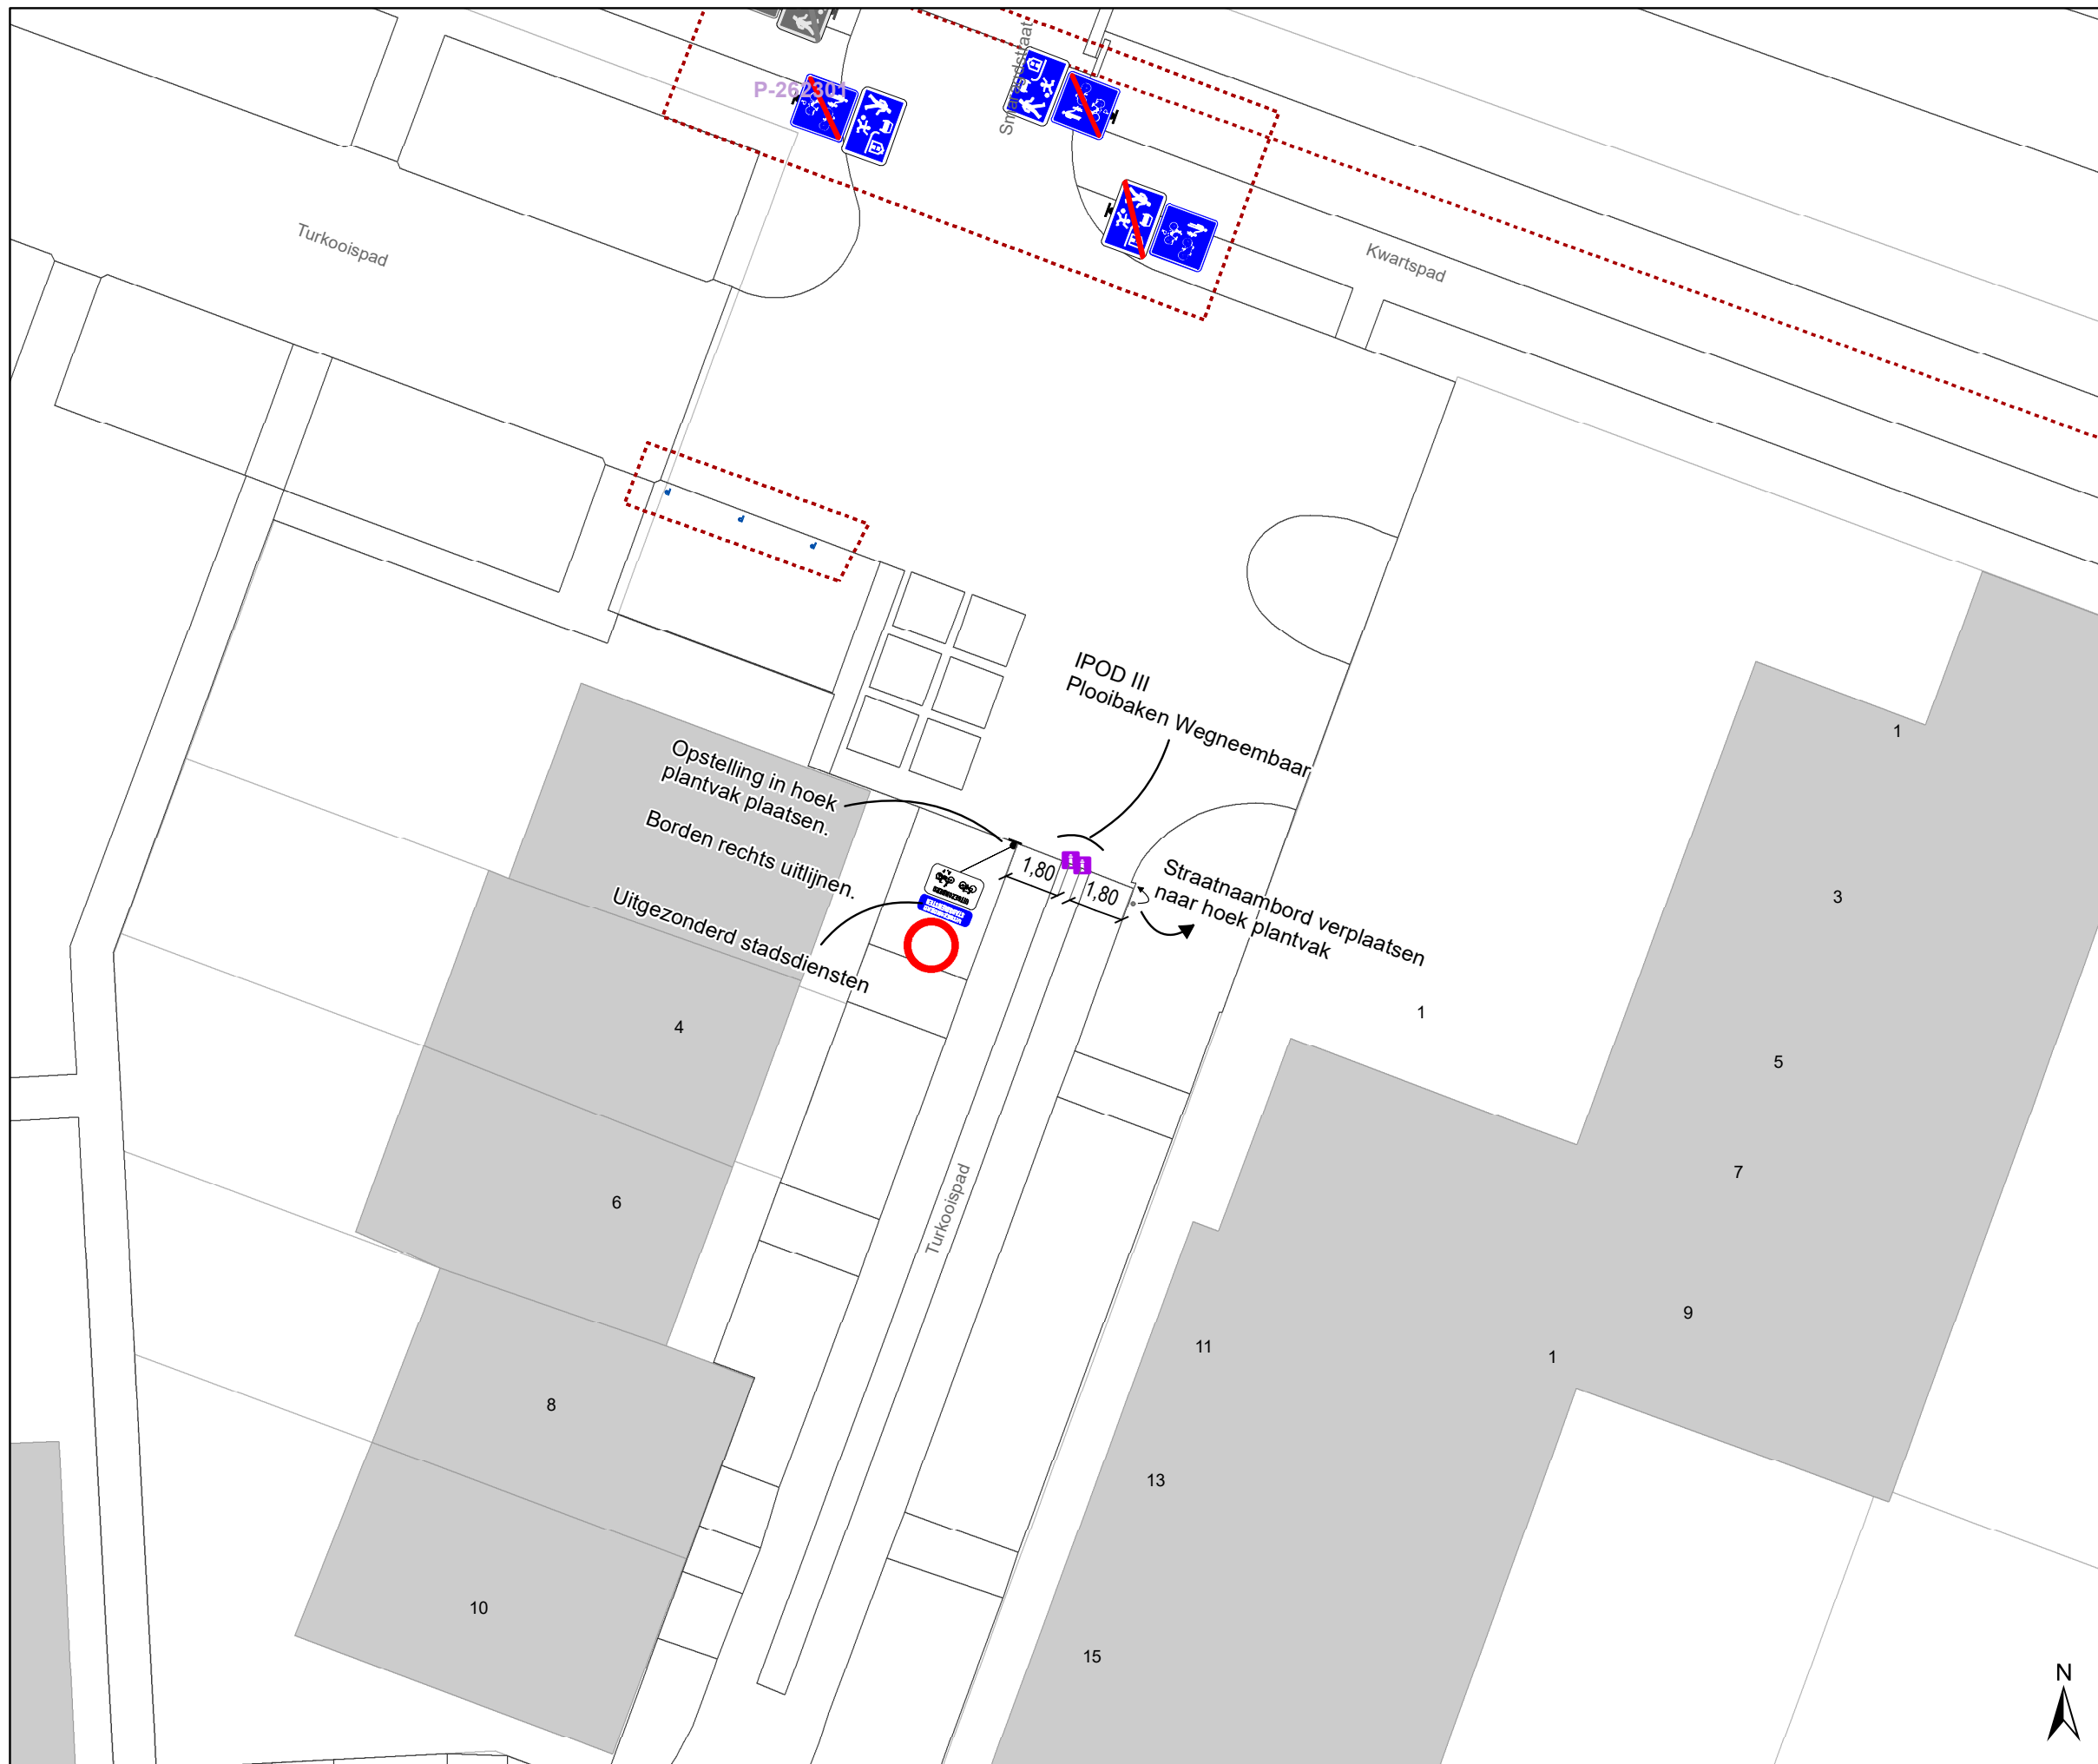 Smaragdstraat
P-262301
Turkooispad
Kwartspad
IPOD III
Plooibaken Wegneembaar
Opstelling in hoek
plantvak plaatsen.
Borden rechts uitlijnen.
Uitgezonderd stadsdiensten
1,80
1,80
Straatnaambord verplaatsen
naar hoek plantvak
1
3
1
5
4
7
6
Turkooispad
9
11
1
8
13
10
15
N